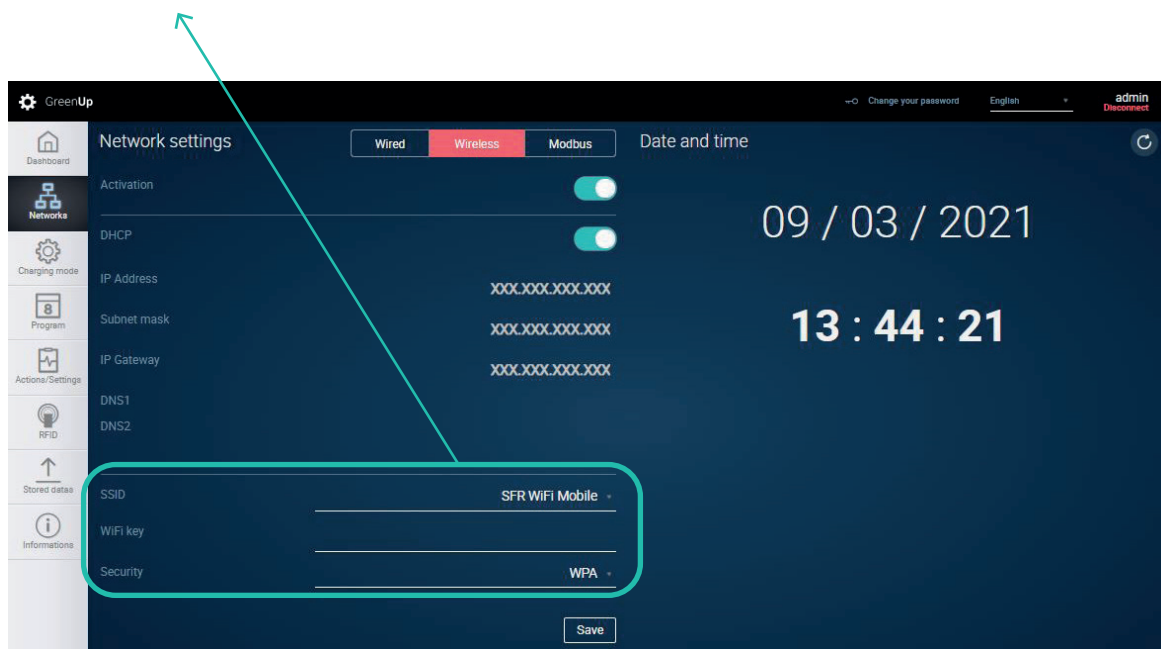 GreenUp
Change your password
English
admin
Disconnect
Dashboard
Networks
Charging mode
8
Program
Actions/Settings
RFID
Stored datas
Informations
Network settings
Wired
Wireless
Modbus
Activation
DHCP
IP Address
XXX.XXX.XXX.XXX
Subnet mask
XXX.XXX.XXX.XXX
IP Gateway
XXX.XXX.XXX.XXX
DNS1
DNS2
SSID
SFR WiFi Mobile
WiFi key
Security
WPA
Save
Date and time
09 / 03 / 2021
13 : 44 : 21